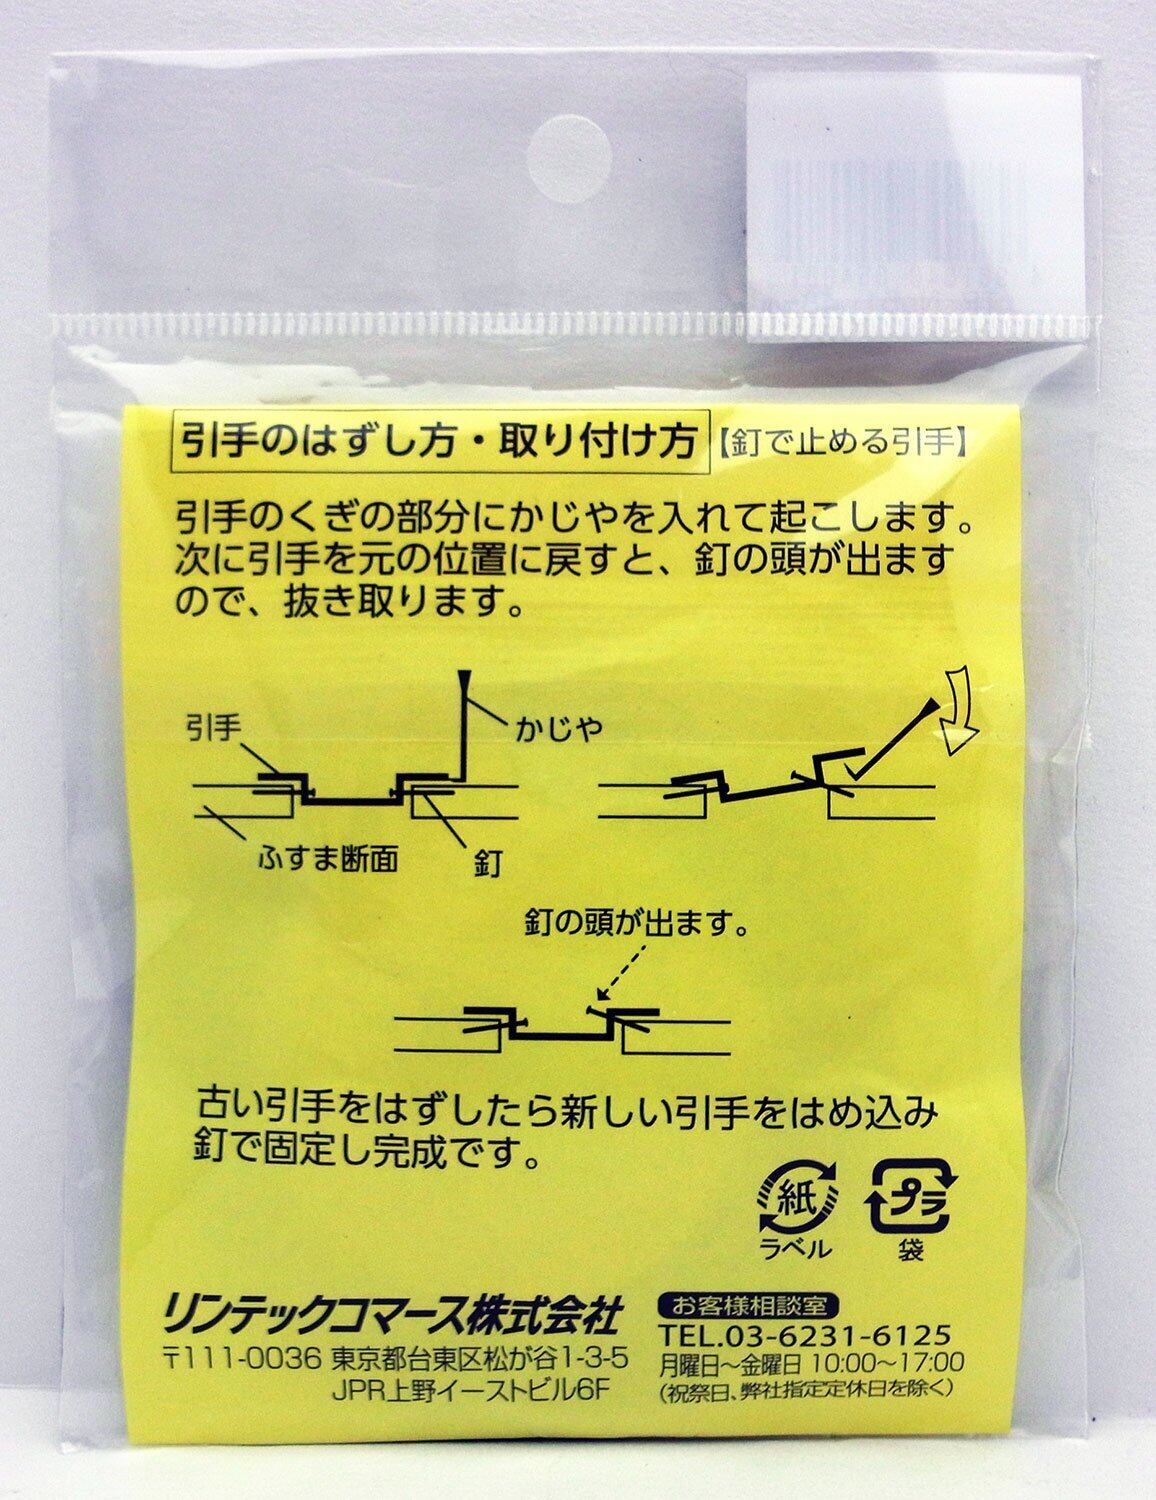 引手のはずし方・取り付け方【釘で止める引手】
引手のくぎの部分にかじやを入れて起こします。
次に引手を元の位置に戻すと、釘の頭が出ます
ので、抜き取ります。
引手
かじや
ふすま断面
釘
釘の頭が出ます。
古い引手をはずしたら新しい引手をはめ込み
釘で固定し完成です。
紙
ラベル
プラ
袋
リンテックコマース株式会社
〒111-0036 東京都台東区松が谷1-3-5
JPR上野イーストビル6F
お客様相談室
TEL.03-6231-6125
月曜日〜金曜日 10:00〜17:00
(祝祭日、弊社指定定休日を除く)